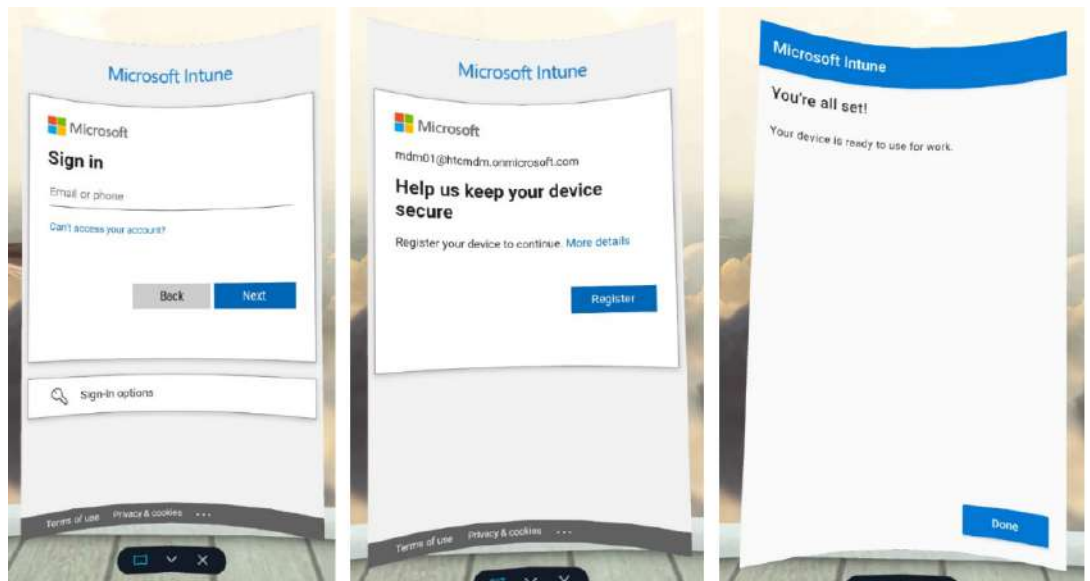 Microsoft Intune
Microsoft
Sign in
Email or phone
Can't access your account?
Back
Next
Sign-in options
Terms of use
Privacy & cookies
...
Microsoft Intune
Microsoft
mdm01@htcmdm.onmicrosoft.com
Help us keep your device
secure
Register your device to continue. More details
Register
Terms of use
Privacy & cookies
...
Microsoft Intune
You're all set!
Your device is ready to use for work.
Done